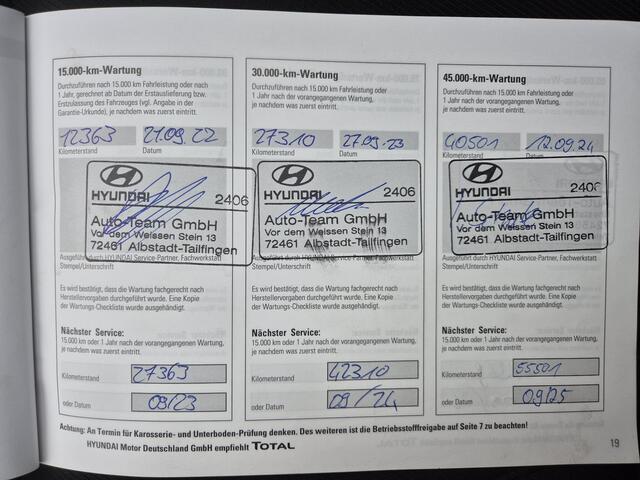 15.000-km-Wartung
Durchzuführen nach 15.000 km Fahrleistung oder nach
1 Jahr, gerechnet ab Datum der Erstauslieferung bzw.
Erstzulassung des Fahrzeuges (vgl. Angabe in der
Garantie-Urkunde), je nachdem was zuerst eintritt.
12363 21.09.22
Kilometerstand Datum
HYUNDAI 2406
Auto-Team GmbH
Vor dem Weissen Stein 13
72461 Albstadt-Tailfingen
Ausgeführt durch HYUNDAI Service-Partner, Fachwerkstatt
Stempel/Unterschrift
Es wird bestätigt, dass die Wartung fachgerecht nach
Herstellervorgaben durchgeführt wurde. Eine Kopie
der Wartungs-Checkliste wurde ausgehändigt.
Nächster Service:
15.000 km oder 1 Jahr nach der vorangegangenen Wartung,
je nachdem was zuerst eintritt.
Kilometerstand 27363
oder Datum 09/23
30.000-km-Wartung
Durchzuführen nach 15.000 km Fahrleistung oder
1 Jahr nach der vorangegangenen Wartung,
je nachdem was zuerst eintritt.
27310 27.09.23
Kilometerstand Datum
HYUNDAI 2406
Auto-Team GmbH
Vor dem Weissen Stein 13
72461 Albstadt-Tailfingen
Ausgeführt durch HYUNDAI Service-Partner, Fachwerkstatt
Stempel/Unterschrift
Es wird bestätigt, dass die Wartung fachgerecht nach
Herstellervorgaben durchgeführt wurde. Eine Kopie
der Wartungs-Checkliste wurde ausgehändigt.
Nächster Service:
15.000 km oder 1 Jahr nach der vorangegangenen Wartung,
je nachdem was zuerst eintritt.
Kilometerstand 42310
oder Datum 09/24
45.000-km-Wartung
Durchzuführen nach 15.000 km Fahrleistung oder
1 Jahr nach der vorangegangenen Wartung,
je nachdem was zuerst eintritt.
40501 12.09.24
Kilometerstand Datum
HYUNDAI 2406
Auto-Team GmbH
Vor dem Weissen Stein 13
72461 Albstadt-Tailfingen
Ausgeführt durch HYUNDAI Service-Partner, Fachwerkstatt
Stempel/Unterschrift
Es wird bestätigt, dass die Wartung fachgerecht nach
Herstellervorgaben durchgeführt wurde. Eine Kopie
der Wartungs-Checkliste wurde ausgehändigt.
Nächster Service:
15.000 km oder 1 Jahr nach der vorangegangenen Wartung,
je nachdem was zuerst eintritt.
Kilometerstand 55501
oder Datum 09/25
Achtung: An Termin für Karosserie- und Unterboden-Prüfung denken. Des weiteren ist die Betriebsstofffreigabe auf Seite 7 zu beachten!
HYUNDAI Motor Deutschland GmbH empfiehlt TOTAL
19